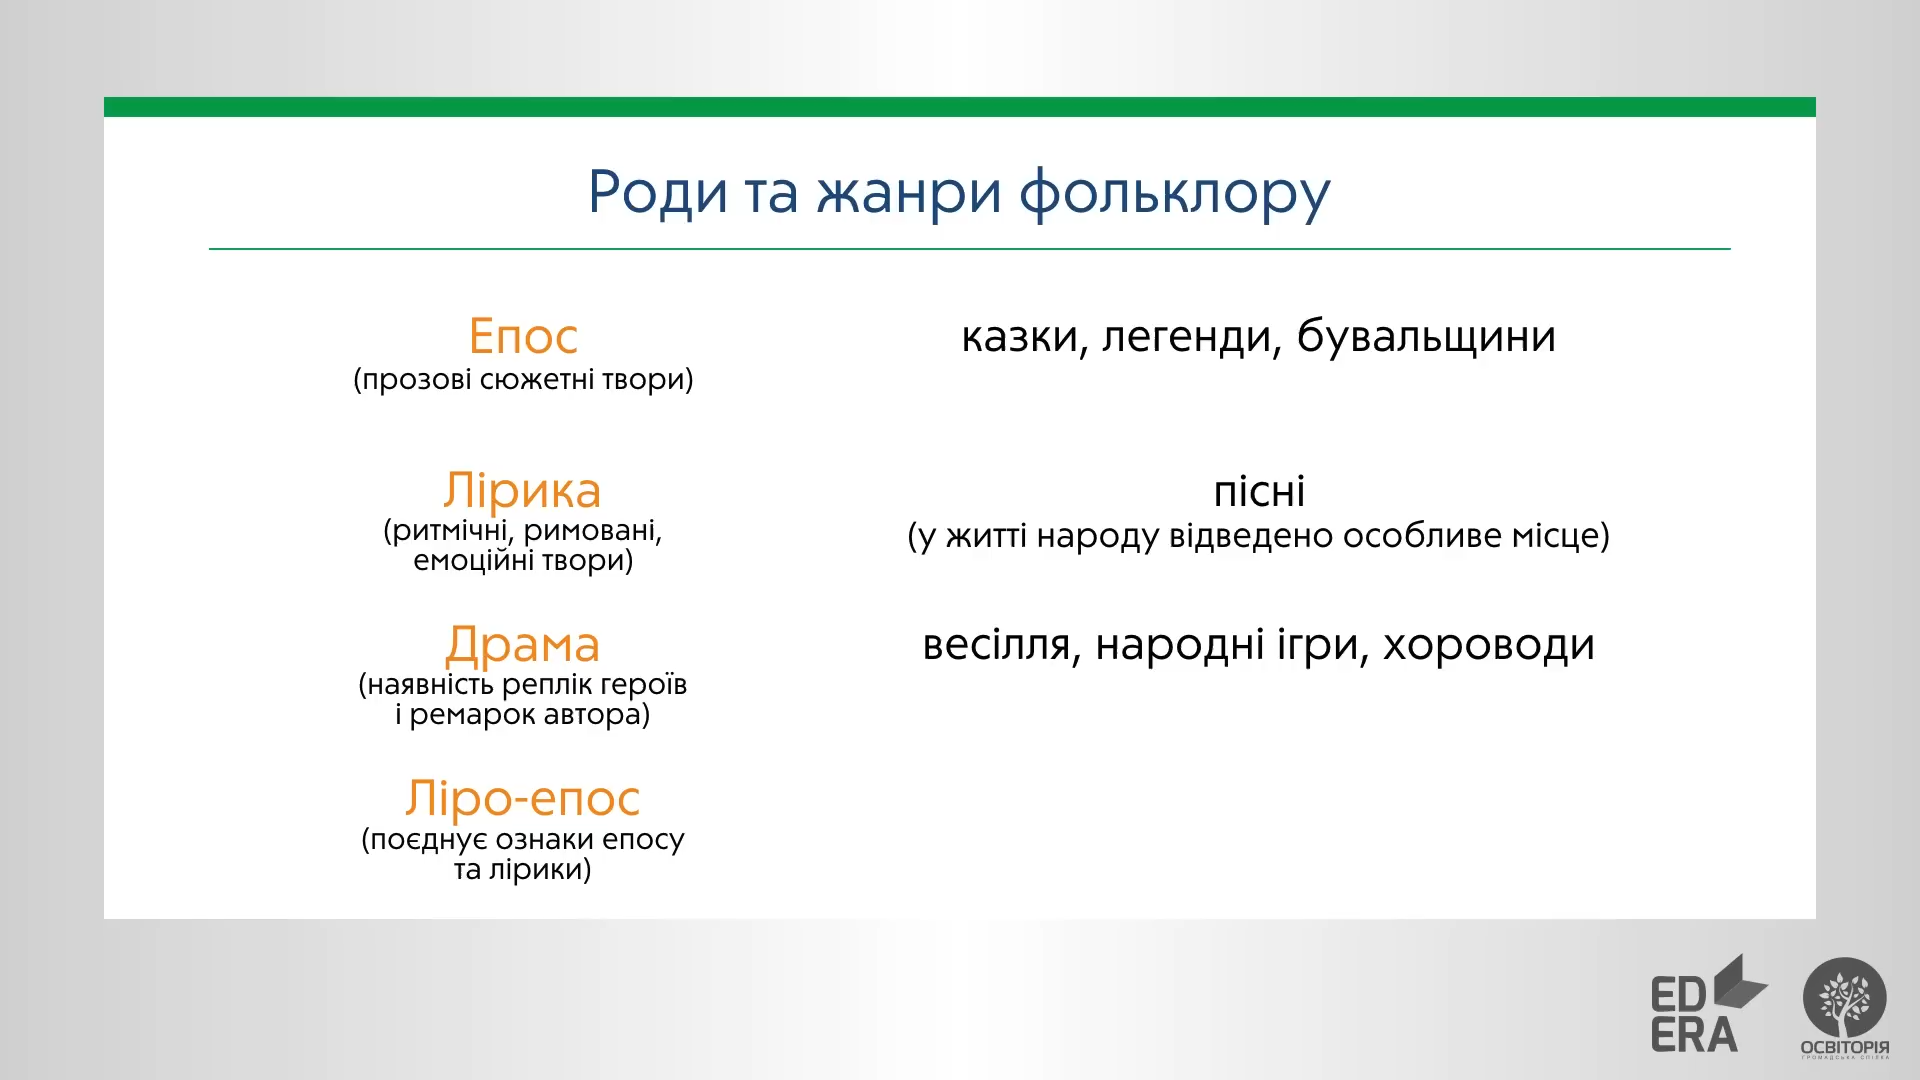 Роди та жанри фольклору
Епос
(прозові сюжетні твори)
казки, легенди, бувальщини
Лірика
(ритмічні, римовані,
емоційні твори)
пісні
(у житті народу відведено особливе місце)
Драма
(наявність реплік героїв
і ремарок автора)
весілля, народні ігри, хороводи
Ліро-епос
(поєднує ознаки епосу
та лірики)
ED
ERA
ОСВІТОРІЯ
ГРОМАДСЬКА СПІЛКА